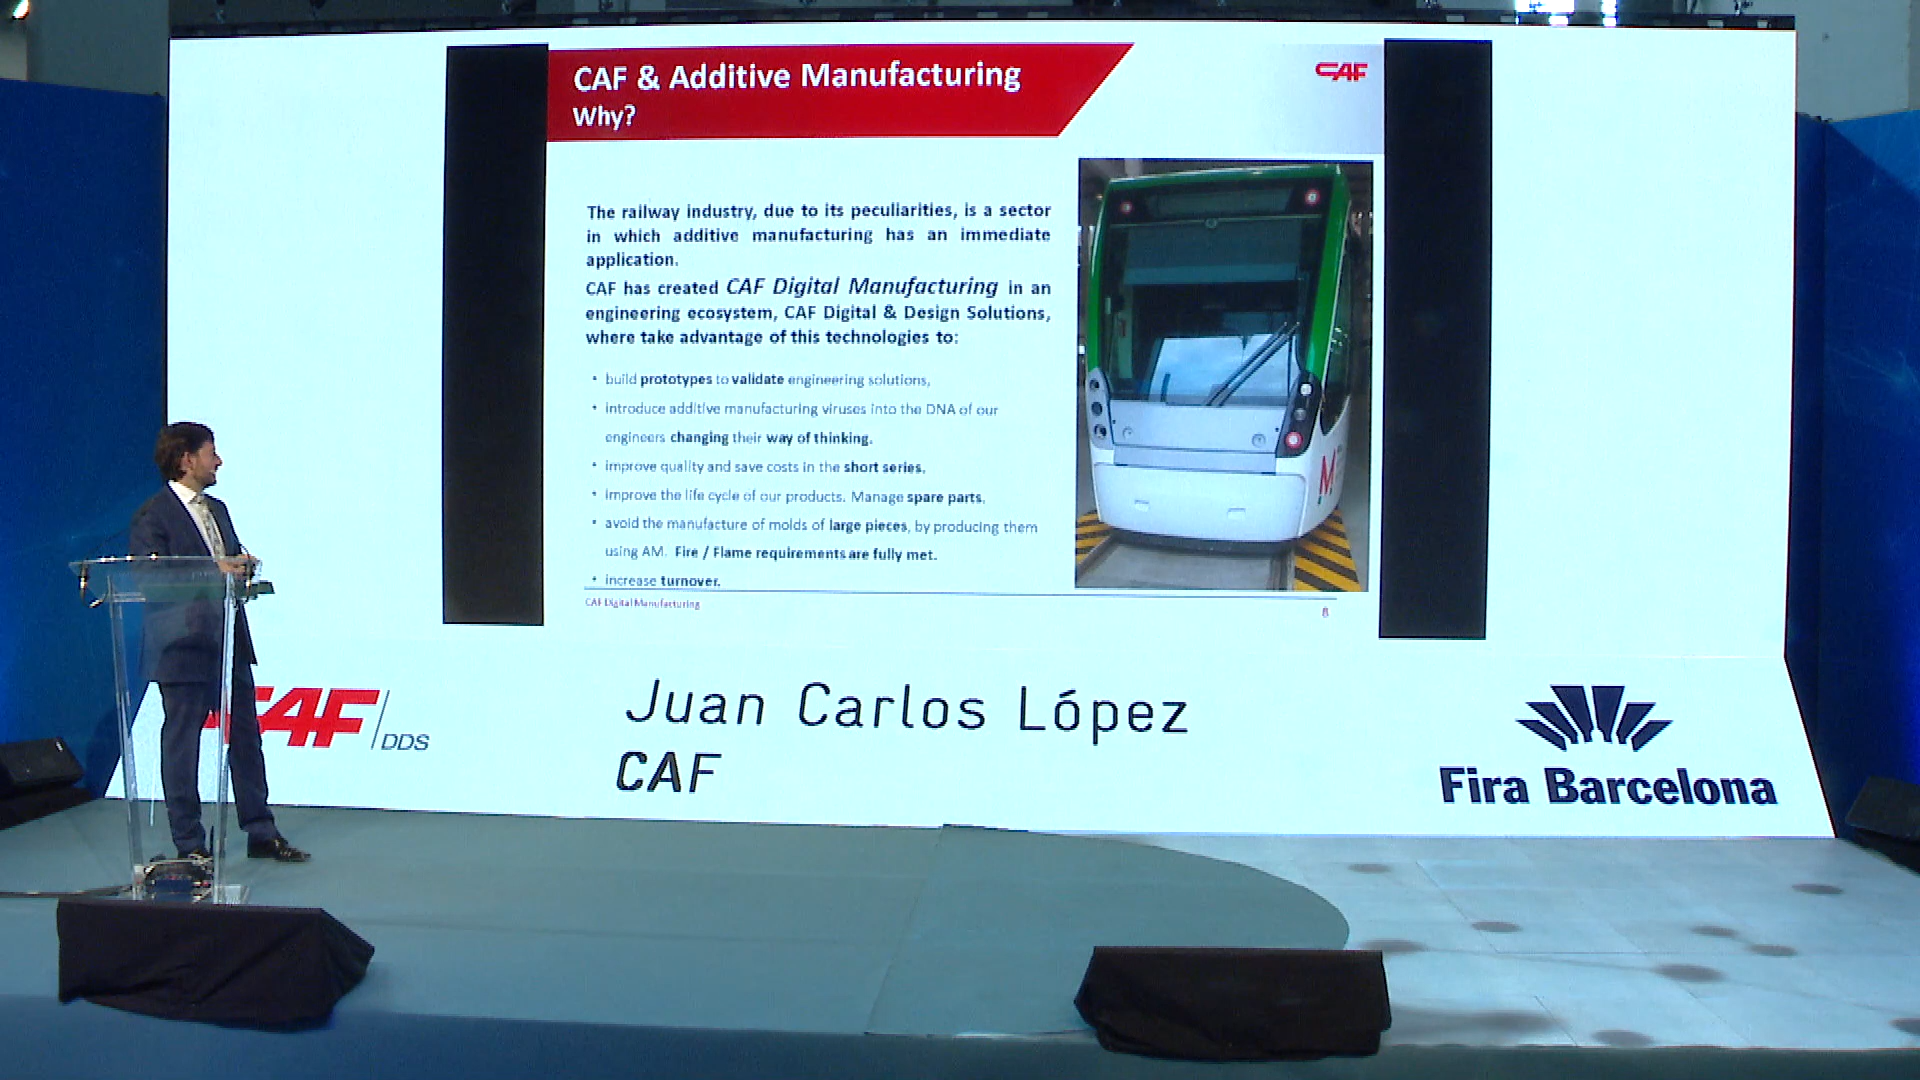 CAF & Additive Manufacturing
Why?
CAF
The railway industry, due to its peculiarities, is a sector
in which additive manufacturing has an immediate
application.
CAF has created CAF Digital Manufacturing in an
engineering ecosystem, CAF Digital & Design Solutions,
where take advantage of this technologies to:
• build prototypes to validate engineering solutions,
• introduce additive manufacturing viruses into the DNA of our
engineers changing their way of thinking.
• improve quality and save costs in the short series.
• improve the life cycle of our products. Manage spare parts.
• avoid the manufacture of molds of large pieces, by producing them
using AM. Fire / Flame requirements are fully met.
• increase turnover.
M
CAF Digital Manufacturing
8
CAF/DDS
Juan Carlos López
CAF
Fira Barcelona